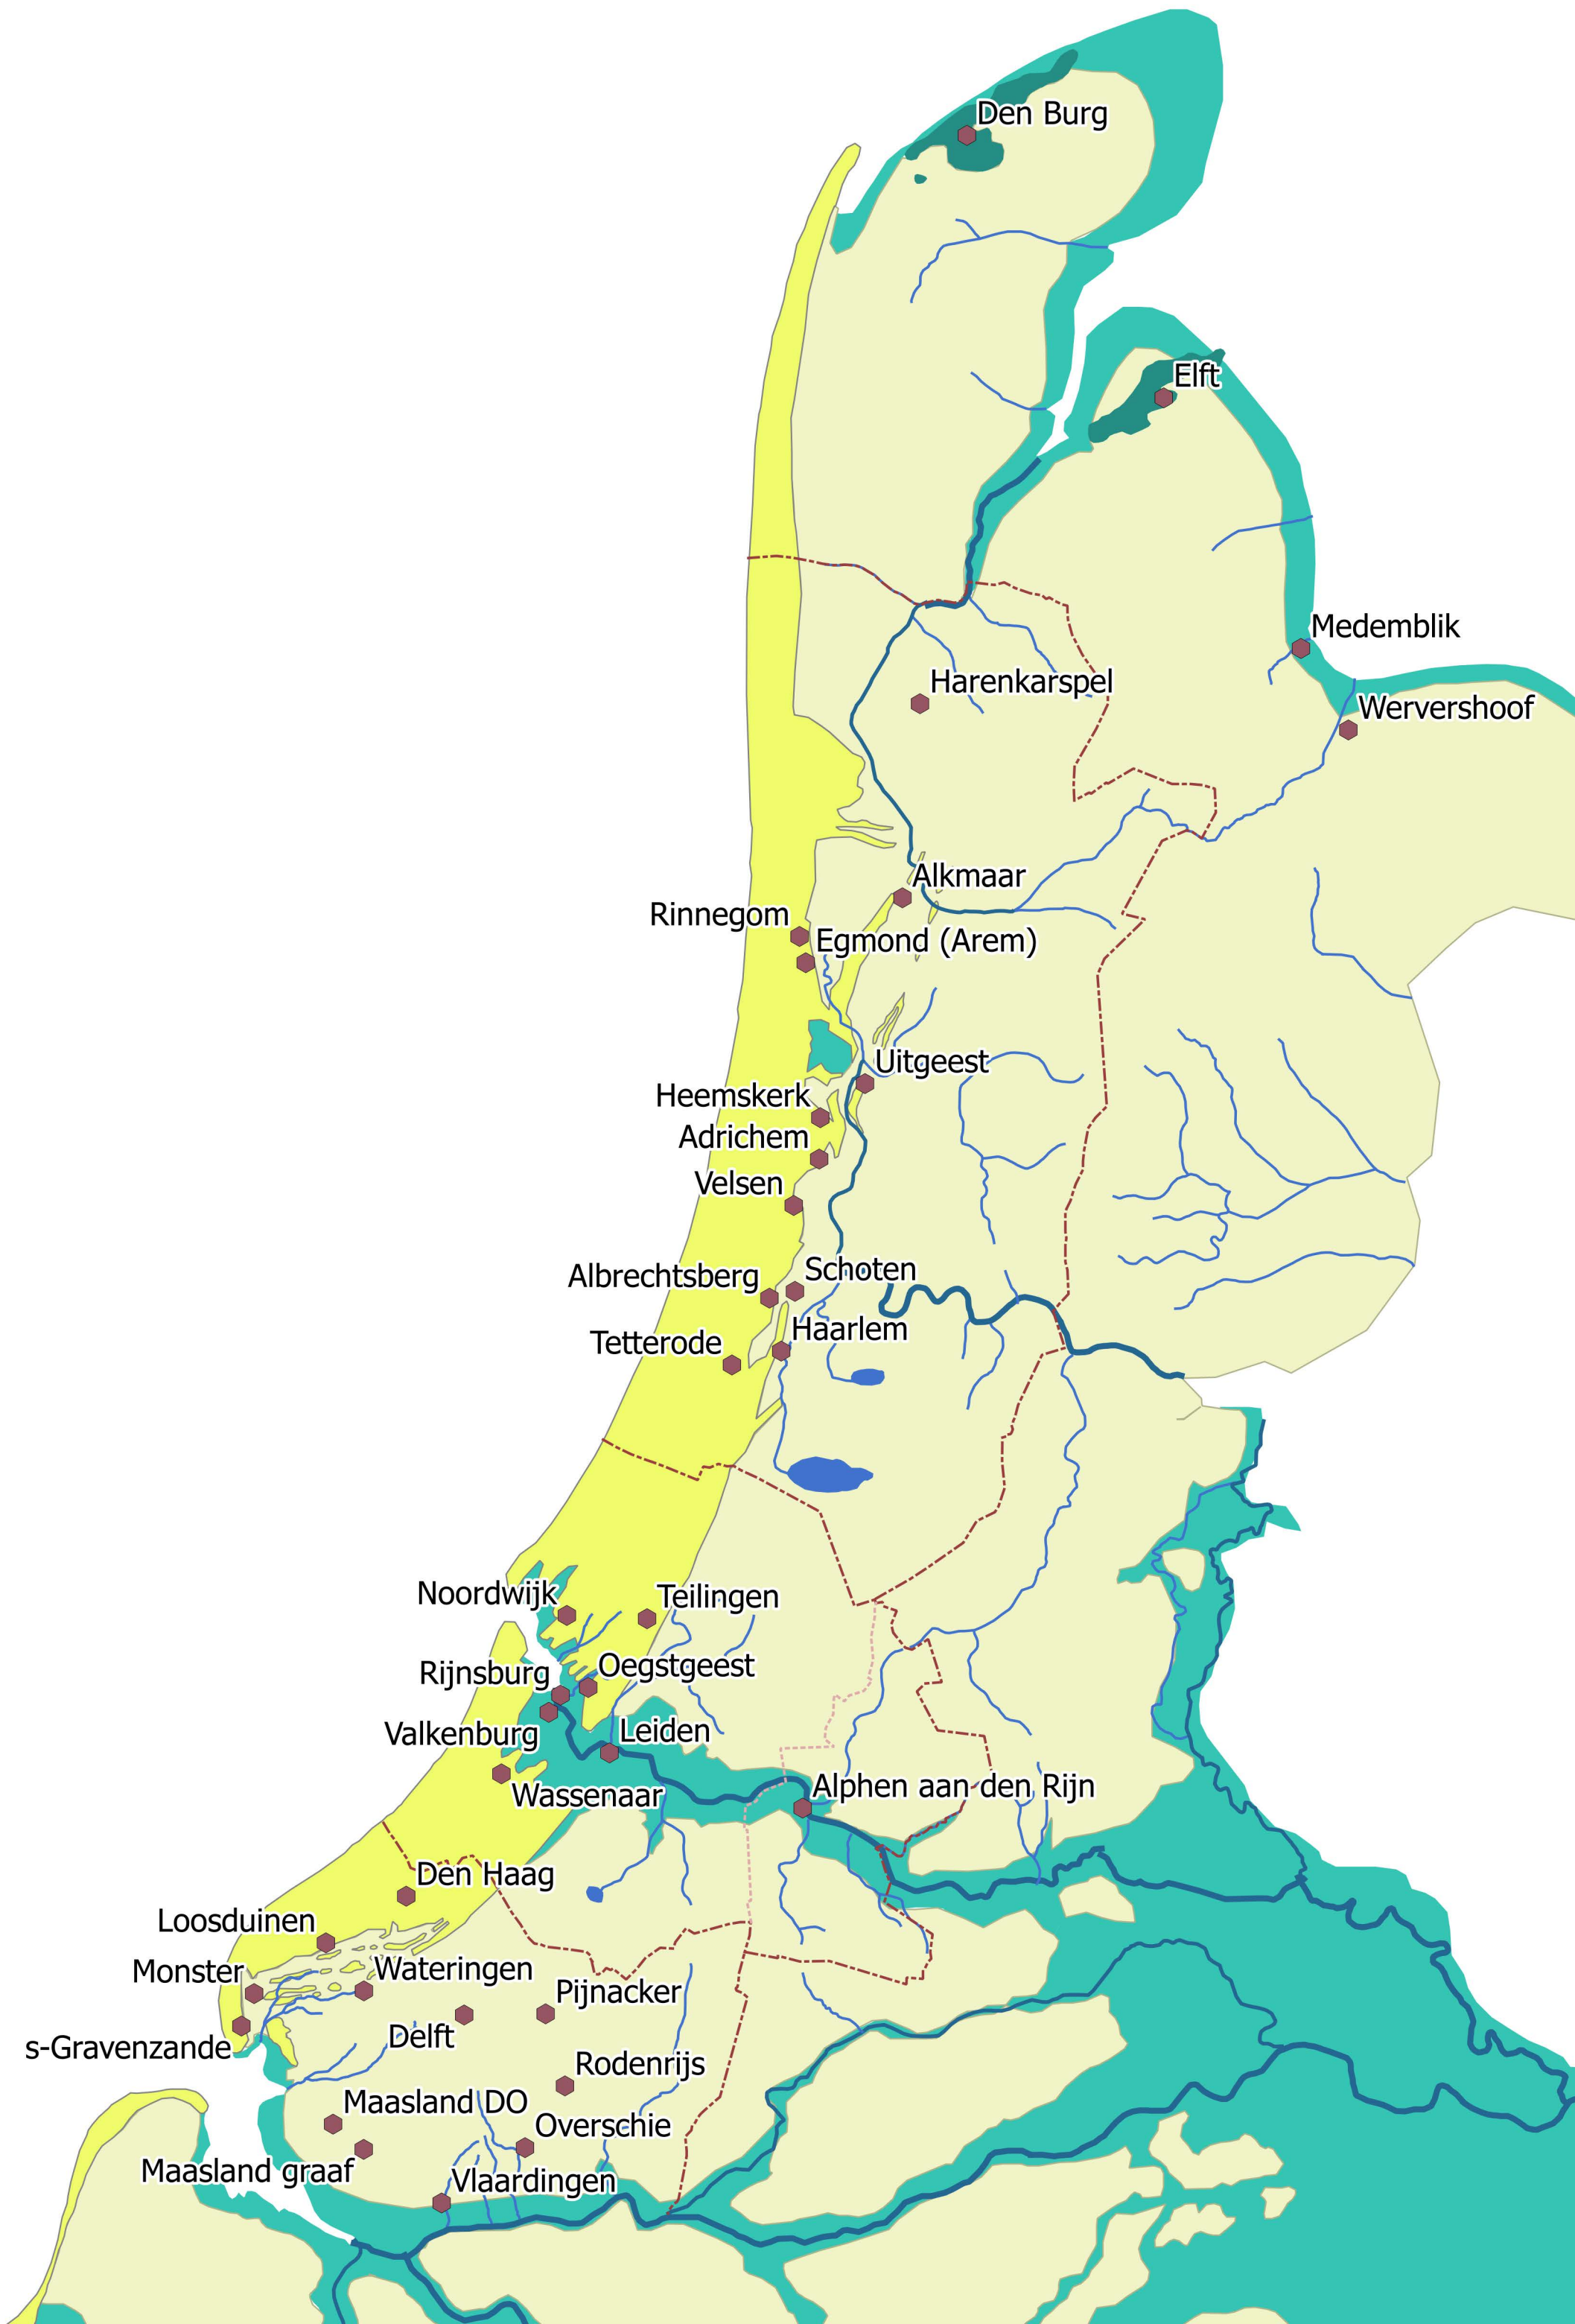 Den Burg
Elft
Medemblik
Harenkarspel
Wervershoof
Alkmaar
Rinnegom
Egmond (Arem)
Uitgeest
Heemskerk
Adrichem
Velsen
Schoten
Albrechtsberg
Haarlem
Tetterode
Noordwijk
Teilingen
Oegstgeest
Rijnsburg
Leiden
Valkenburg
Alphen aan den Rijn
Wassenaar
Den Haag
Loosduinen
Wateringen
Monster
Pijnacker
Delft
s-Gravenzande
Rodenrijs
Maasland DO
Overschie
Maasland graaf
Vlaardingen